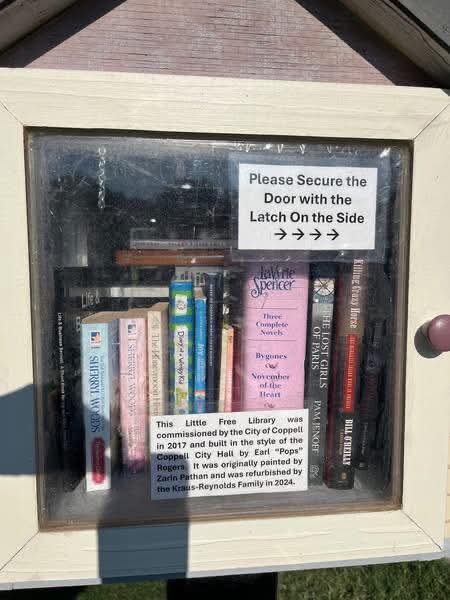 Please Secure the
Door with the
Latch On the Side
→→→→
LaVyrle
Spencer
Three
Complete
Novels
Bygones
November
of the
Heart
SHERRYL WOODS
SHERRYL WOODS
THE LOST GIRLS
OF PARIS
PAM JENOFF
Killing Crazy Horse
BILL O'REILLY
This Little Free Library was
commissioned by the City of Coppell
in 2017 and built in the style of the
Coppell City Hall by Earl “Pops”
Rogers. It was originally painted by
Zarin Pathan and was refurbished by
the Kraus-Reynolds Family in 2024.